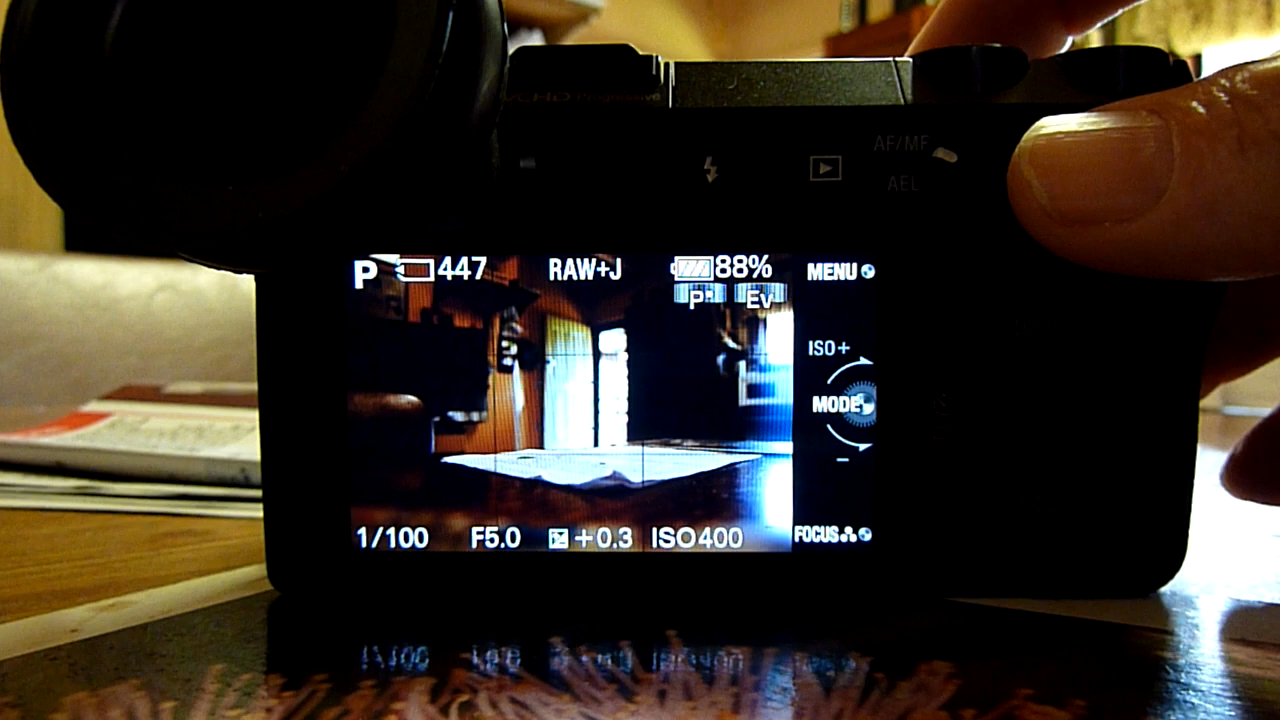 AF/MF
AEL
P 447 RAW+J 88% MENU
P* Ev
ISO+
MODE
−
1/100 F5.0 +0.3 ISO400 FOCUS